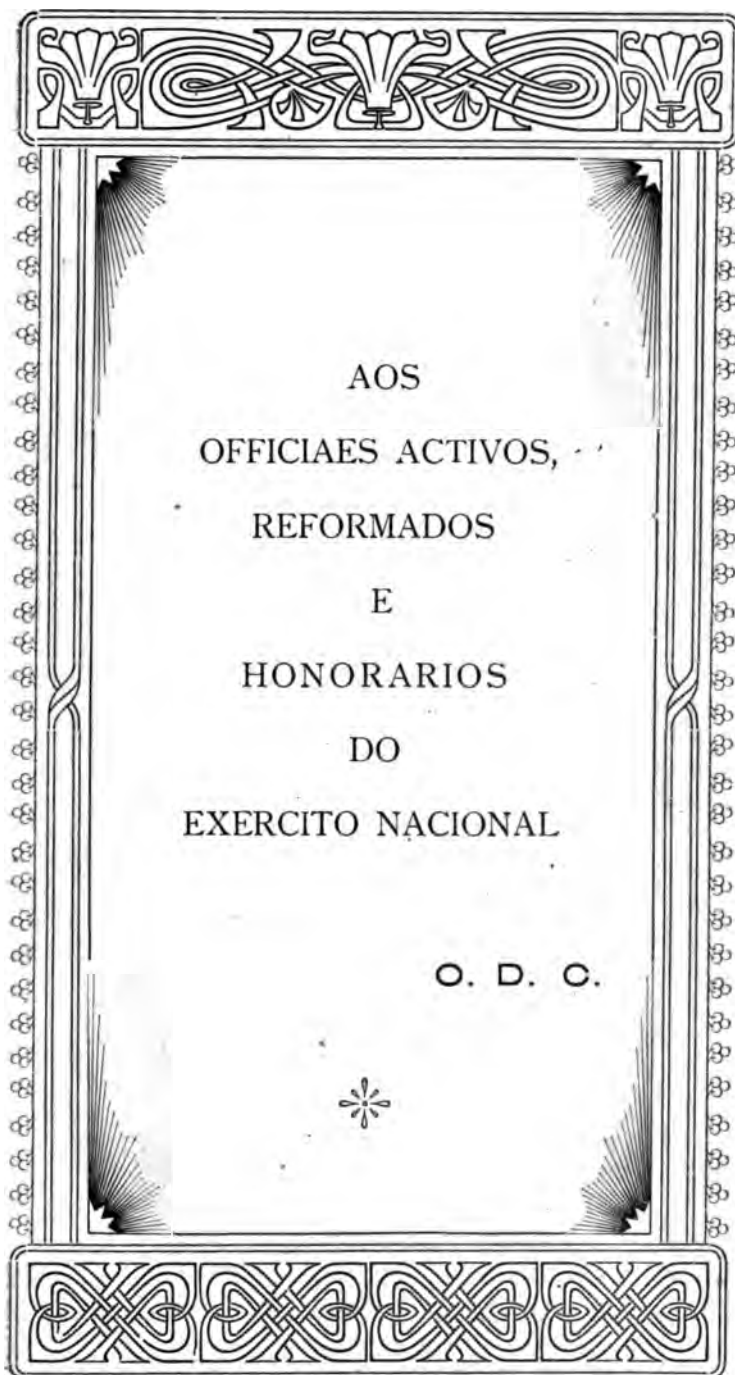 AOS
OFFICIAES ACTIVOS,
REFORMADOS
E
HONORARIOS
DO
EXERCITO NACIONAL
O. D. C.